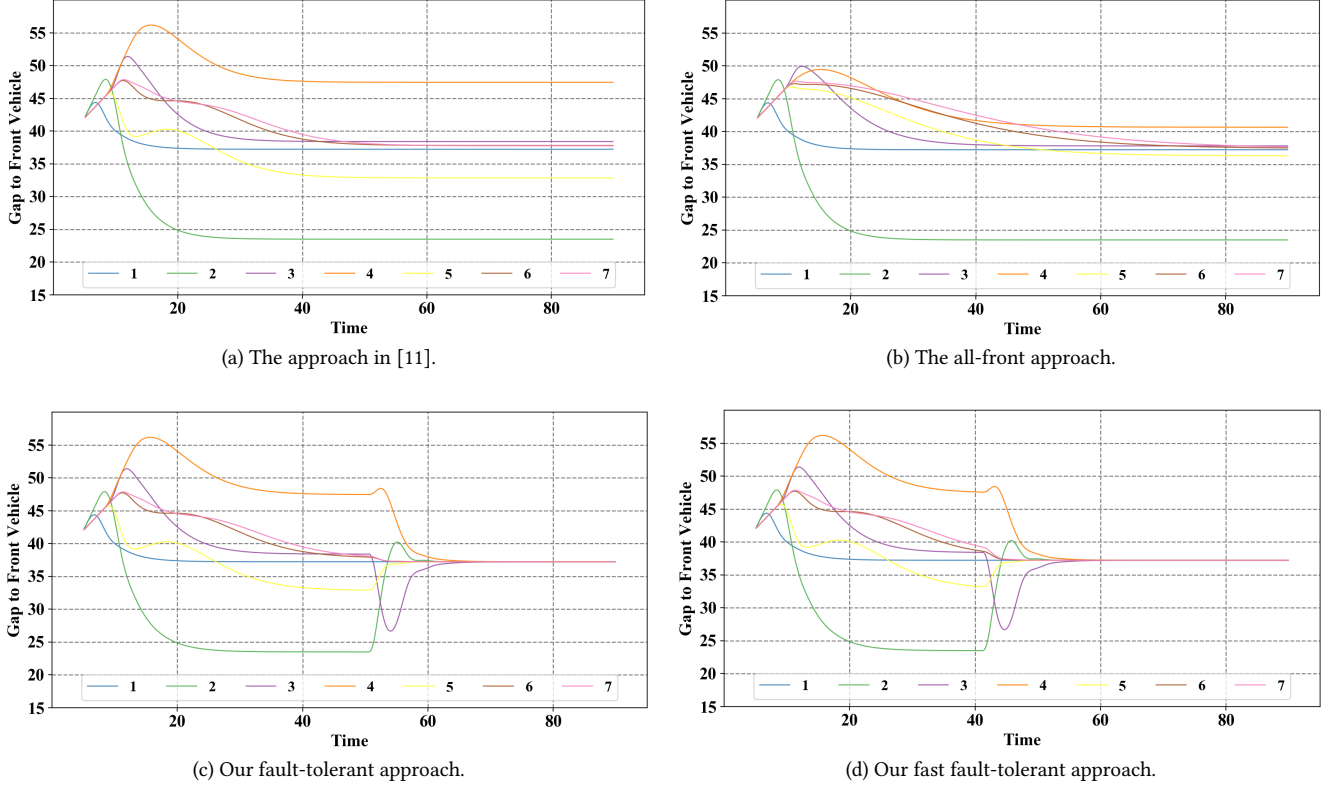 55
50
45
40
35
30
25
20
15
Gap to Front Vehicle
1 2 3 4 5 6 7
20 40 60 80
Time
(a) The approach in [11].
55
50
45
40
35
30
25
20
15
Gap to Front Vehicle
1 2 3 4 5 6 7
20 40 60 80
Time
(b) The all-front approach.
55
50
45
40
35
30
25
20
15
Gap to Front Vehicle
1 2 3 4 5 6 7
20 40 60 80
Time
(c) Our fault-tolerant approach.
55
50
45
40
35
30
25
20
15
Gap to Front Vehicle
1 2 3 4 5 6 7
20 40 60 80
Time
(d) Our fast fault-tolerant approach.